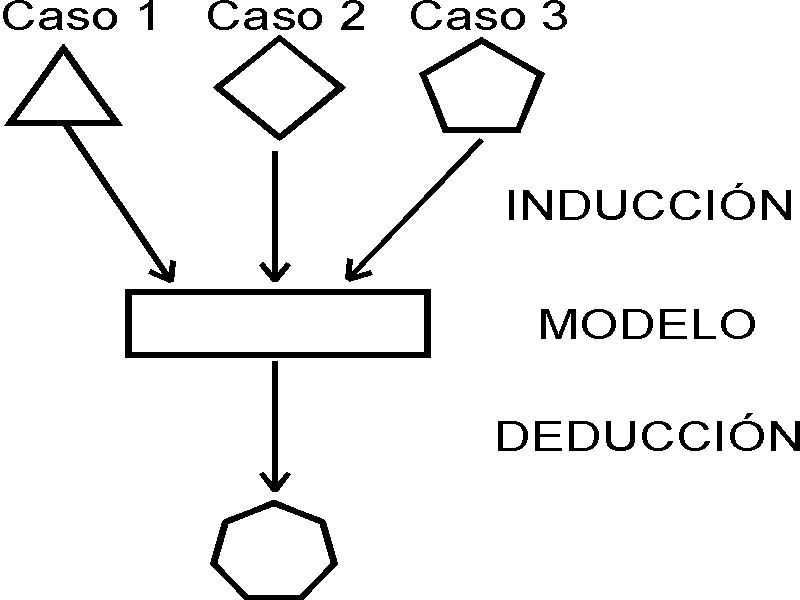 Caso 1 Caso 2 Caso 3
INDUCCIÓN
MODELO
DEDUCCIÓN